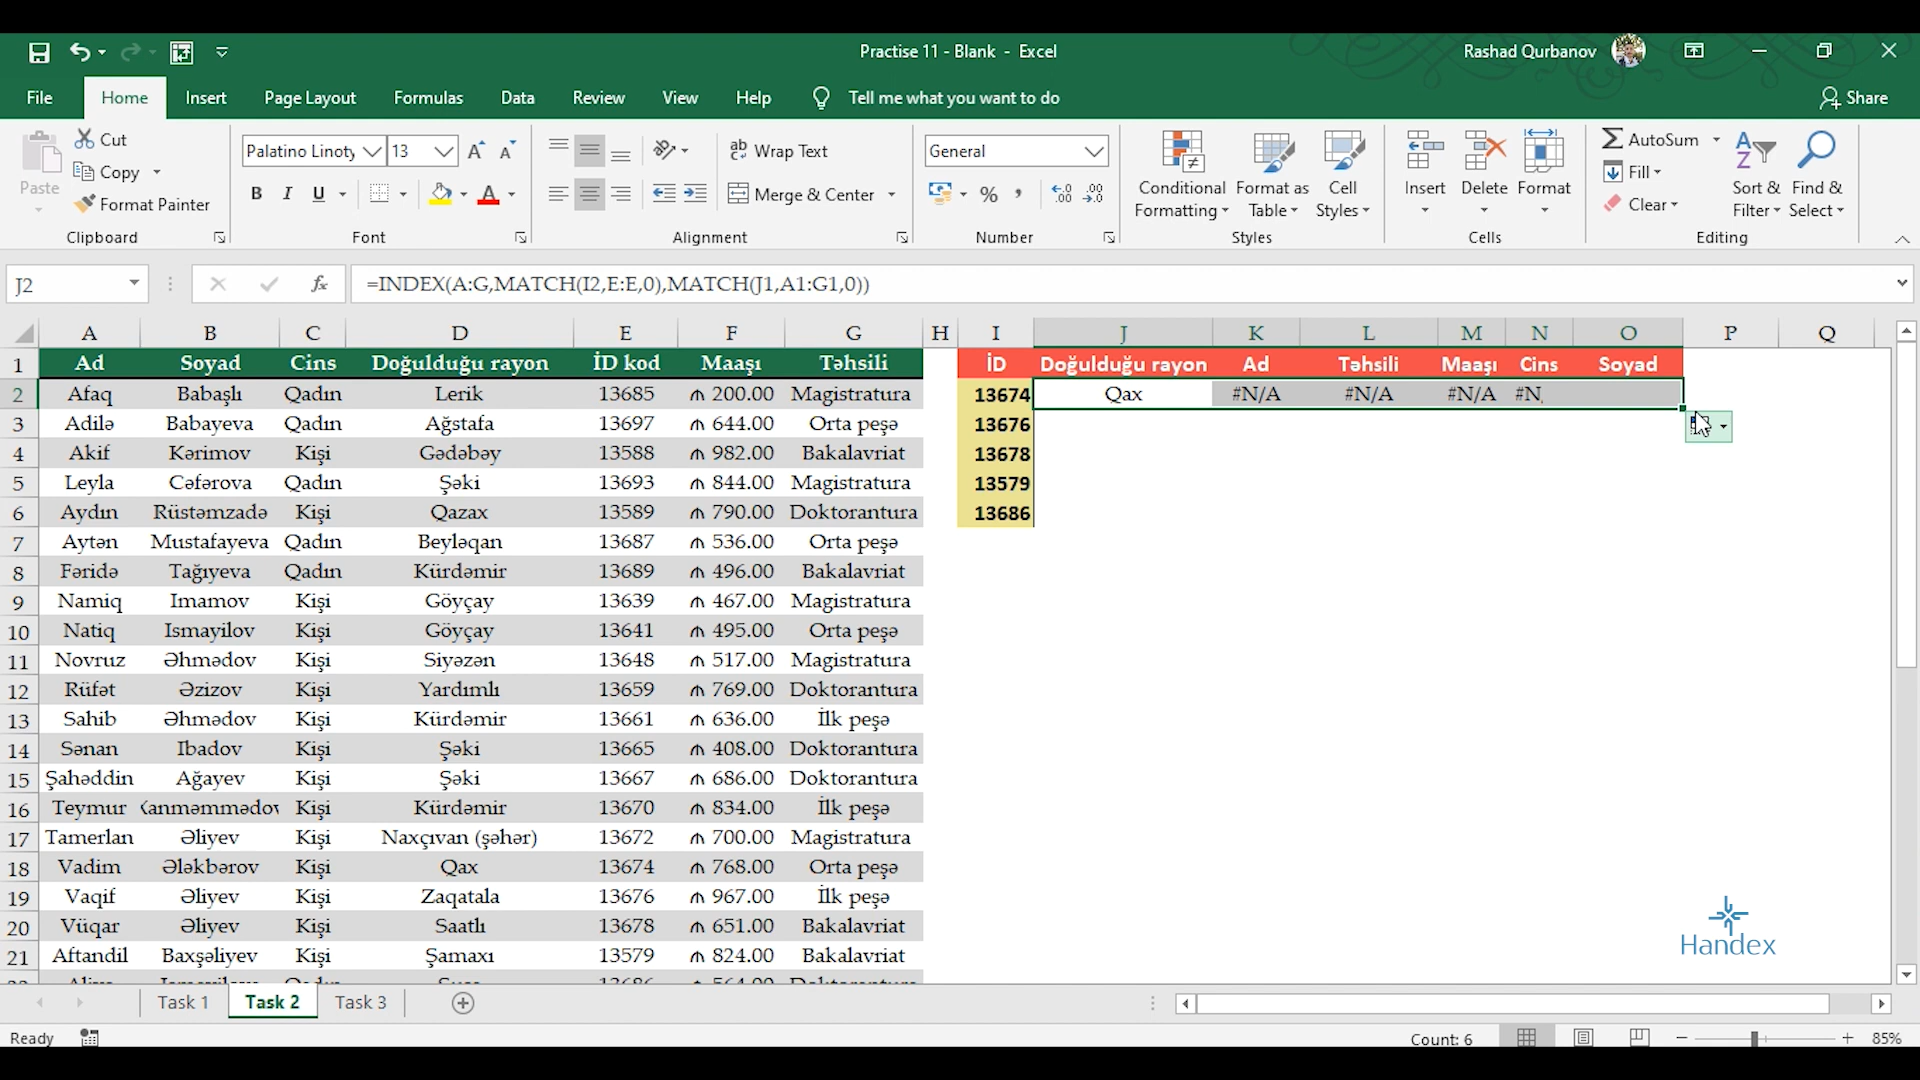 Practise 11 - Blank - Excel
Rashad Qurbanov
File Home Insert Page Layout Formulas Data Review View Help Tell me what you want to do Share
Paste
Cut
Copy
Format Painter
Clipboard
Palatino Linoty 13
B I U
Font
Wrap Text
Merge & Center
Alignment
General
%
Number
Conditional Formatting
Format as Table
Cell Styles
Styles
Insert Delete Format
Cells
AutoSum
Fill
Clear
Sort & Filter
Find & Select
Editing
J2 fx =INDEX(A:G,MATCH(I2,E:E,0),MATCH(J1,A1:G1,0))
A B C D E F G H I J K L M N O P Q
1 Ad Soyad Cins Doğulduğu rayon İD kod Maaşı Təhsili İD Doğulduğu rayon Ad Təhsili Maaşı Cins Soyad
2 Afaq Babaşlı Qadın Lerik 13685 ₼ 200.00 Magistratura 13674 Qax #N/A #N/A #N/A #N
3 Adilə Babayeva Qadın Ağstafa 13697 ₼ 644.00 Orta peşə 13676
4 Akif Kərimov Kişi Gədəbəy 13588 ₼ 982.00 Bakalavriat 13678
5 Leyla Cəfərova Qadın Şəki 13693 ₼ 844.00 Magistratura 13579
6 Aydın Rüstəmzadə Kişi Qazax 13589 ₼ 790.00 Doktorantura 13686
7 Aytən Mustafayeva Qadın Beyləqan 13687 ₼ 536.00 Orta peşə
8 Fəridə Tağıyeva Qadın Kürdəmir 13689 ₼ 496.00 Bakalavriat
9 Namiq Imamov Kişi Göyçay 13639 ₼ 467.00 Magistratura
10 Natiq Ismayilov Kişi Göyçay 13641 ₼ 495.00 Orta peşə
11 Novruz Əhmədov Kişi Siyəzən 13648 ₼ 517.00 Magistratura
12 Rüfət Əzizov Kişi Yardımlı 13659 ₼ 769.00 Doktorantura
13 Sahib Əhmədov Kişi Kürdəmir 13661 ₼ 636.00 İlk peşə
14 Sənan Ibadov Kişi Şəki 13665 ₼ 408.00 Doktorantura
15 Şahəddin Ağayev Kişi Şəki 13667 ₼ 686.00 Doktorantura
16 Teymur Kişi Kürdəmir 13670 ₼ 834.00 İlk peşə
17 Tamerlan Əliyev Kişi Naxçıvan (şəhər) 13672 ₼ 700.00 Magistratura
18 Vadim Ələkbərov Kişi Qax 13674 ₼ 768.00 Orta peşə
19 Vaqif Əliyev Kişi Zaqatala 13676 ₼ 967.00 İlk peşə
20 Vüqar Əliyev Kişi Saatlı 13678 ₼ 651.00 Bakalavriat
21 Aftandil Baxşəliyev Kişi Şamaxı 13579 ₼ 824.00 Bakalavriat
Handex
Task 1 Task 2 Task 3
Ready Count: 6 85%